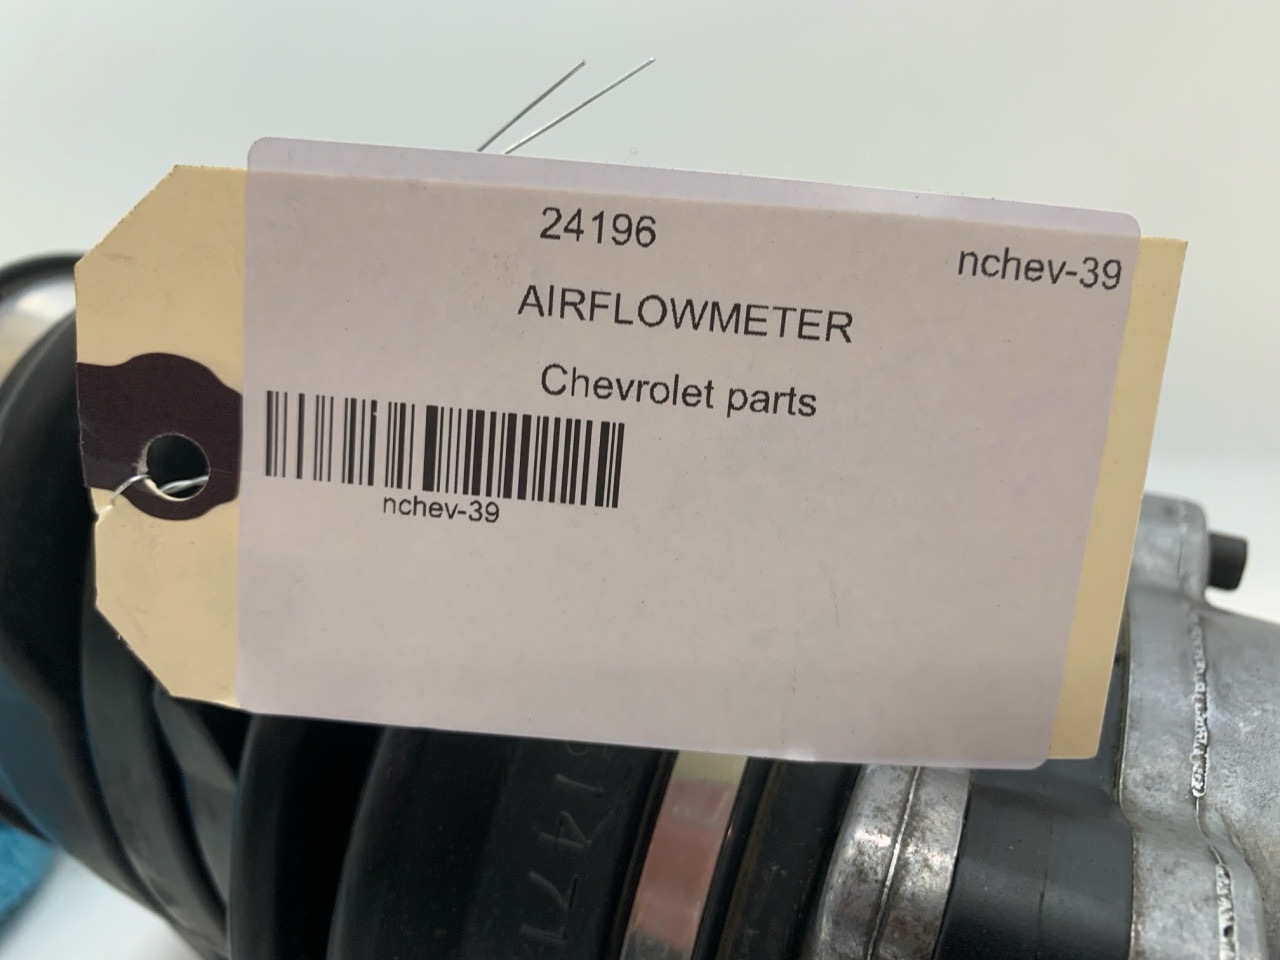 24196
nchev-39
AIRFLOWMETER
Chevrolet parts
nchev-39